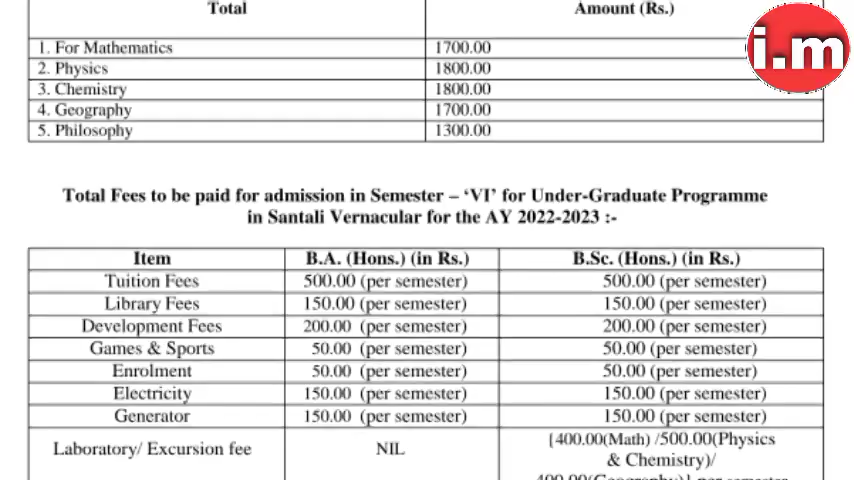 Total Amount (Rs.)
i.m
1. For Mathematics 1700.00
2. Physics 1800.00
3. Chemistry 1800.00
4. Geography 1700.00
5. Philosophy 1300.00
Total Fees to be paid for admission in Semester – ‘VI’ for Under-Graduate Programme
in Santali Vernacular for the AY 2022-2023 :-
Item B.A. (Hons.) (in Rs.) B.Sc. (Hons.) (in Rs.)
Tuition Fees 500.00 (per semester) 500.00 (per semester)
Library Fees 150.00 (per semester) 150.00 (per semester)
Development Fees 200.00 (per semester) 200.00 (per semester)
Games & Sports 50.00 (per semester) 50.00 (per semester)
Enrolment 50.00 (per semester) 50.00 (per semester)
Electricity 150.00 (per semester) 150.00 (per semester)
Generator 150.00 (per semester) 150.00 (per semester)
Laboratory/ Excursion fee NIL [400.00(Math) /500.00(Physics
& Chemistry)/
400.00(Geography)] per semester